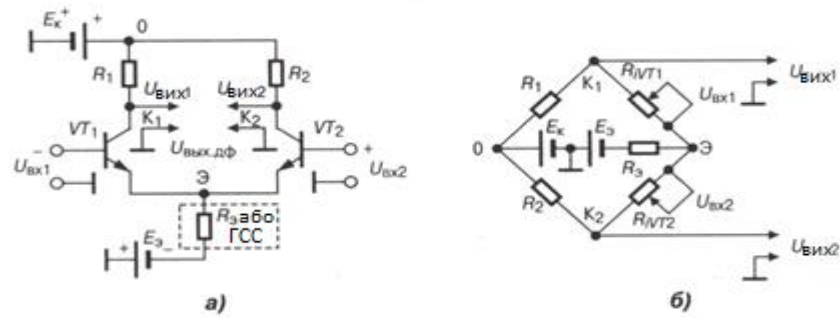 Eк+
+
0
R1
R2
Uвих1
Uвих2
K1
K2
VT1
VT2
−
+
Uвх1
Uвых.дф
Uвх2
Э
Rэ або
ГСС
+
Eэ
−
а)
K1
RiVT1
Uвих1
R1
Uвх1
Eк
Eэ
0
Э
Rэ
R2
Uвх2
K2
RiVT2
Uвих2
б)